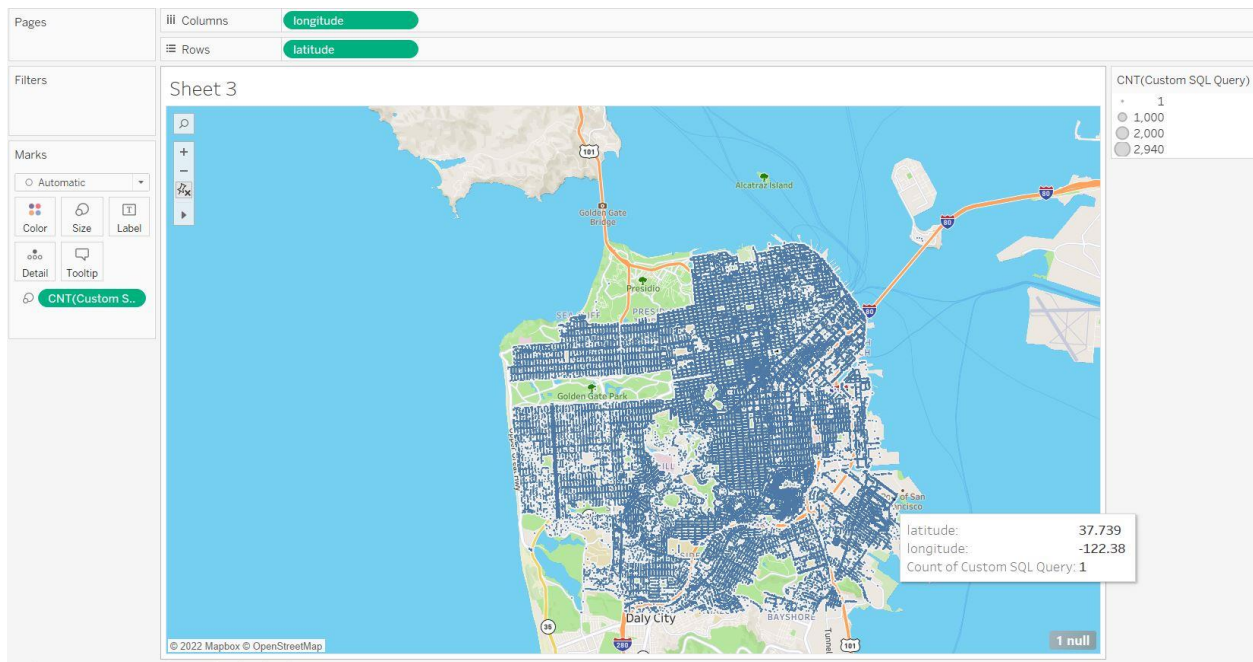 Pages
iii Columns
longitude
Rows
latitude
Filters
Sheet 3
CNT(Custom SQL Query)
1
1,000
2,000
2,940
Marks
Automatic
Color
Size
Label
Detail
Tooltip
CNT(Custom S..
101
Alcatraz Island
80
Golden Gate
Bridge
80
Presidio
80
Golden Gate Park
latitude: 37.739
longitude: -122.38
Count of Custom SQL Query: 1
Daly City
BAYSHORE
35
280
Tunnel
101
1 null
© 2022 Mapbox © OpenStreetMap